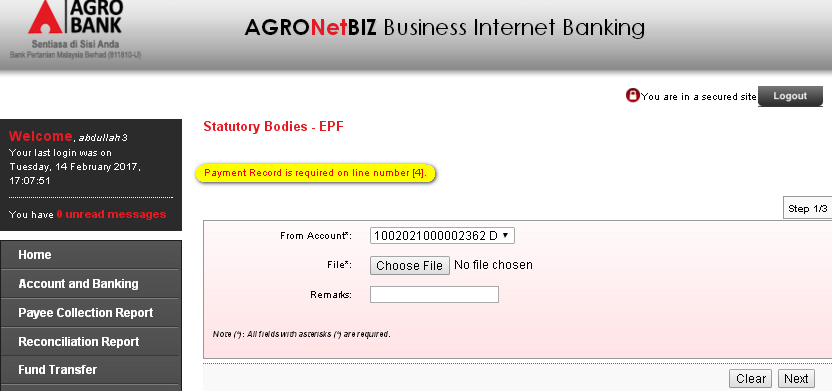 AGRO
BANK
Sentiasa di Sisi Anda
Bank Pertanian Malaysia Berhad (811810-U)
AGRONetBIZ Business Internet Banking
You are in a secured site
Logout
Welcome, abdullah3
Your last login was on
Tuesday, 14 February 2017,
17:07:51
You have 0 unread messages
Home
Account and Banking
Payee Collection Report
Reconciliation Report
Fund Transfer
Statutory Bodies - EPF
Payment Record is required on line number [4].
Step 1/3
From Account*: 1002021000002362 D
File*: Choose File No file chosen
Remarks:
Note (*): All fields with asterisks (*) are required.
Clear Next